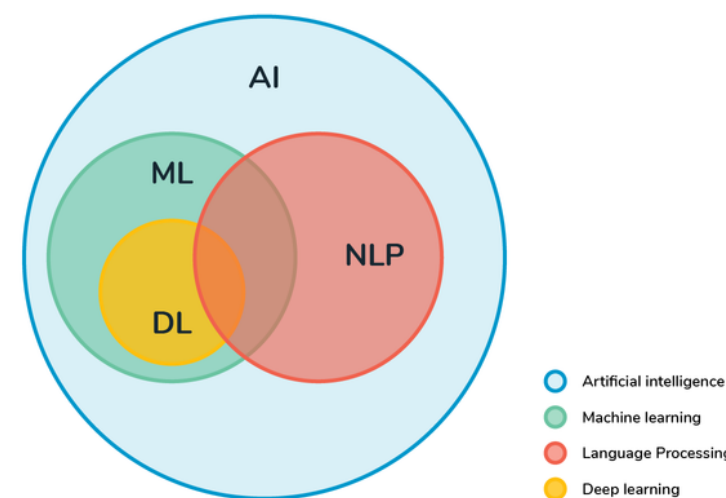 AI
ML
NLP
DL
Artificial intelligence
Machine learning
Language Processing
Deep learning